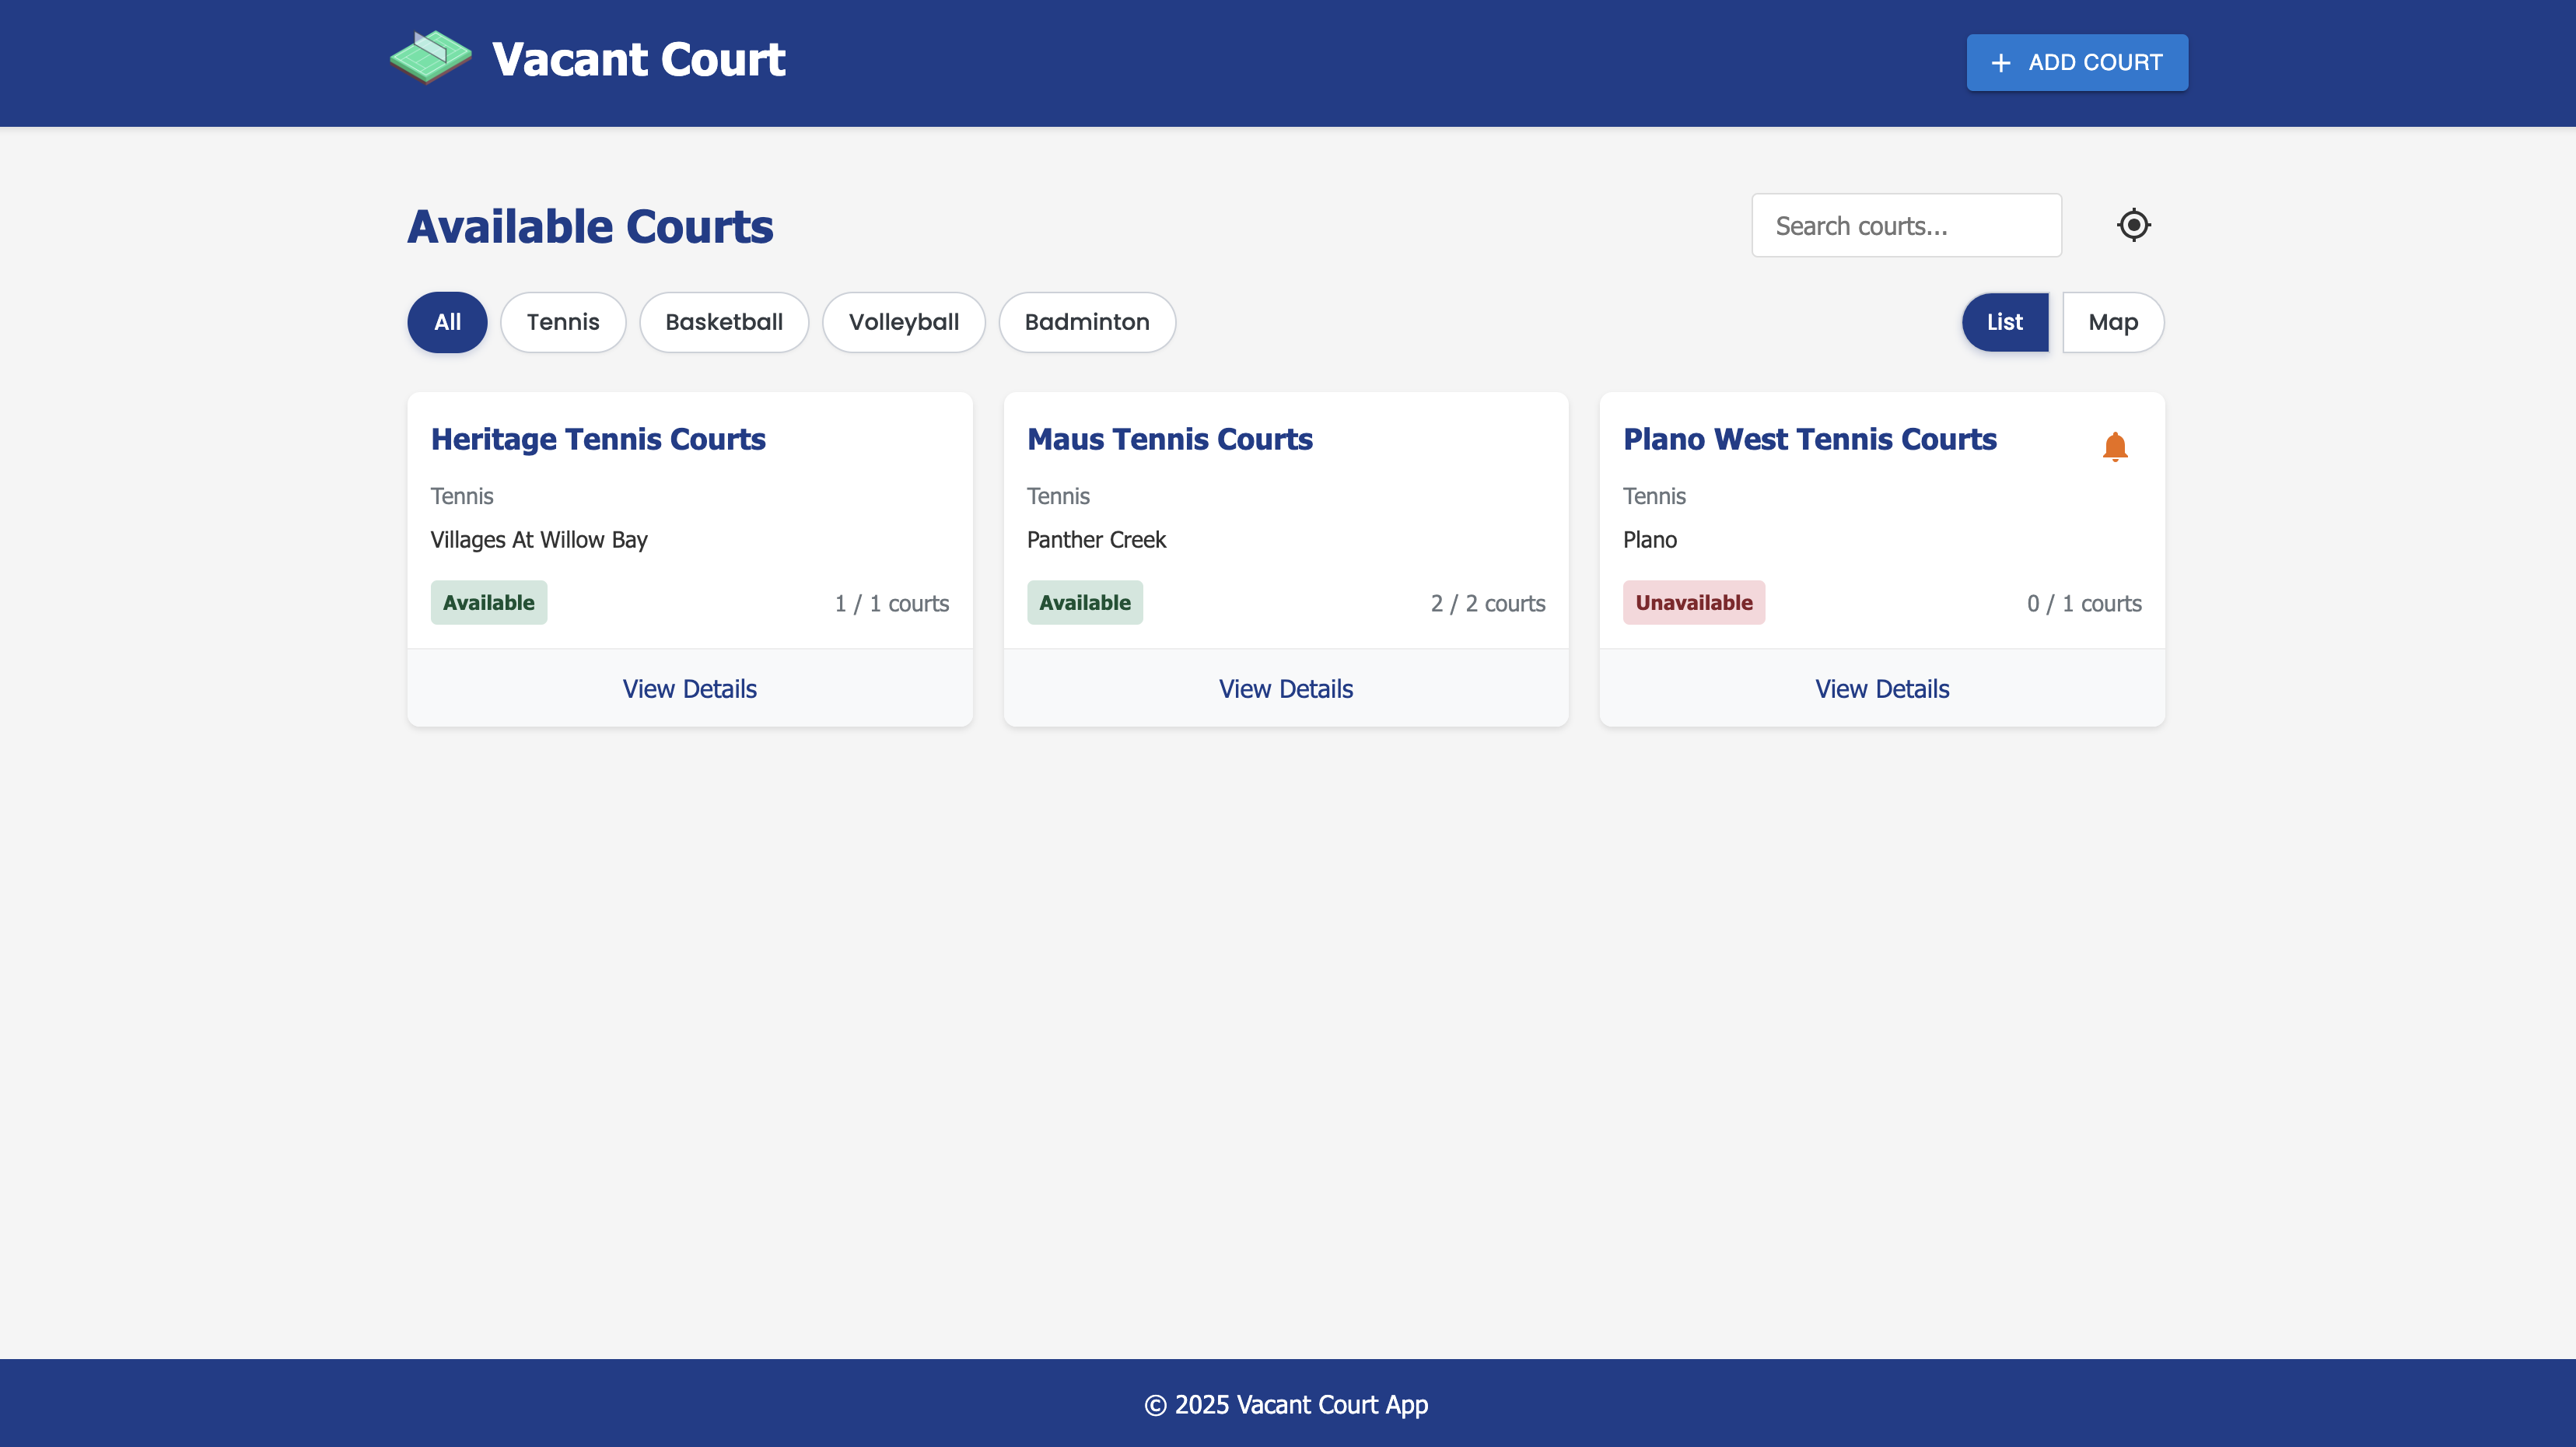 Vacant Court
+ ADD COURT
Available Courts
Search courts...
All
Tennis
Basketball
Volleyball
Badminton
List
Map
Heritage Tennis Courts
Tennis
Villages At Willow Bay
Available
1 / 1 courts
View Details
Maus Tennis Courts
Tennis
Panther Creek
Available
2 / 2 courts
View Details
Plano West Tennis Courts
Tennis
Plano
Unavailable
0 / 1 courts
View Details
© 2025 Vacant Court App